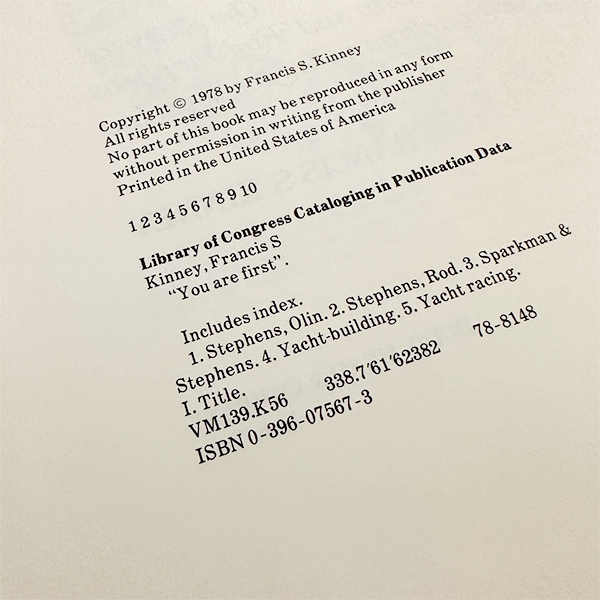 Copyright © 1978 by Francis S. Kinney
All rights reserved
No part of this book may be reproduced in any form
without permission in writing from the publisher
Printed in the United States of America
1 2 3 4 5 6 7 8 9 10
Library of Congress Cataloging in Publication Data
Kinney, Francis S
"You are first".
Includes index.
1. Stephens, Olin. 2. Stephens, Rod. 3. Sparkman &
Stephens. 4. Yacht-building. 5. Yacht racing.
I. Title.
VM139.K56 338.7'61'62382 78-8148
ISBN 0-396-07567-3